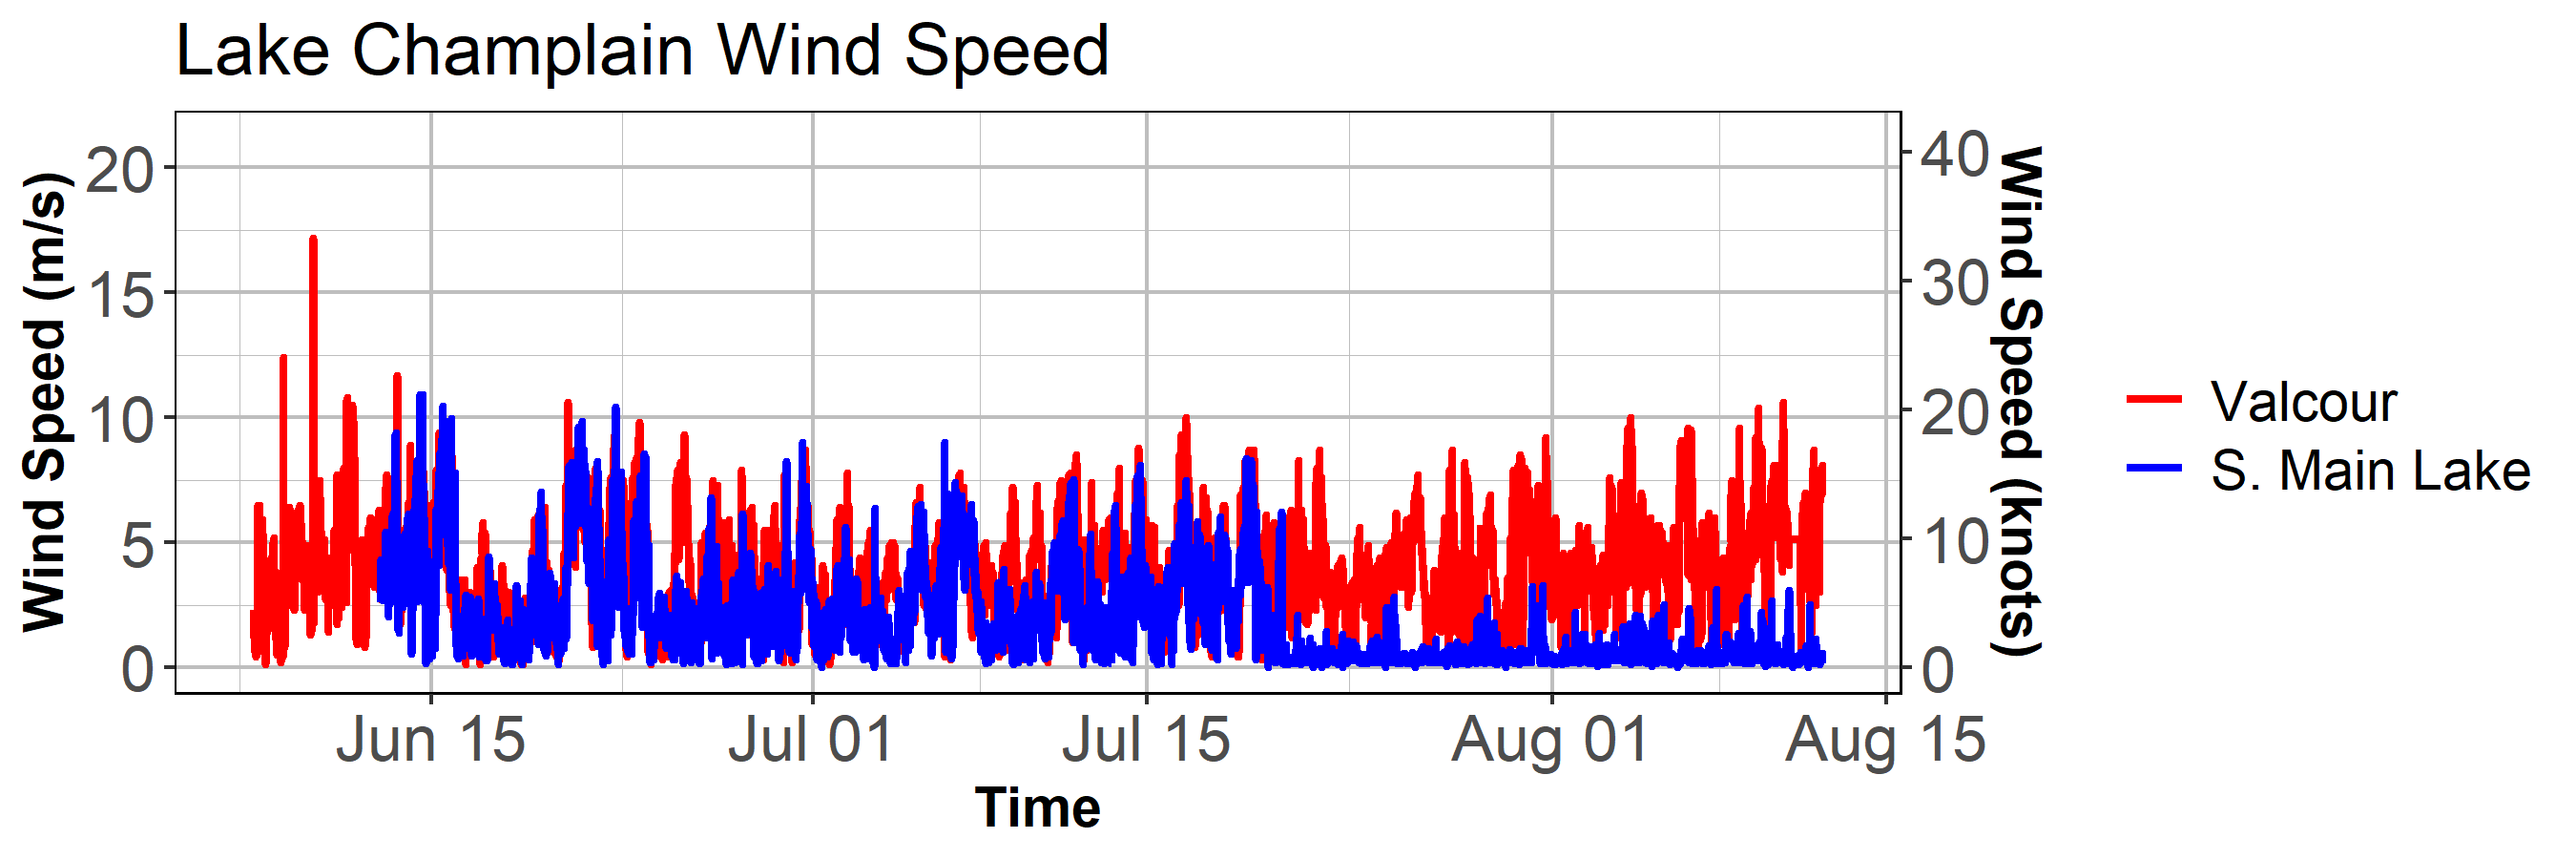 Lake Champlain Wind Speed
Wind Speed (m/s)
20
15
10
5
0
40
30
20
10
0
Wind Speed (knots)
Valcour
S. Main Lake
Jun 15
Jul 01
Jul 15
Aug 01
Aug 15
Time